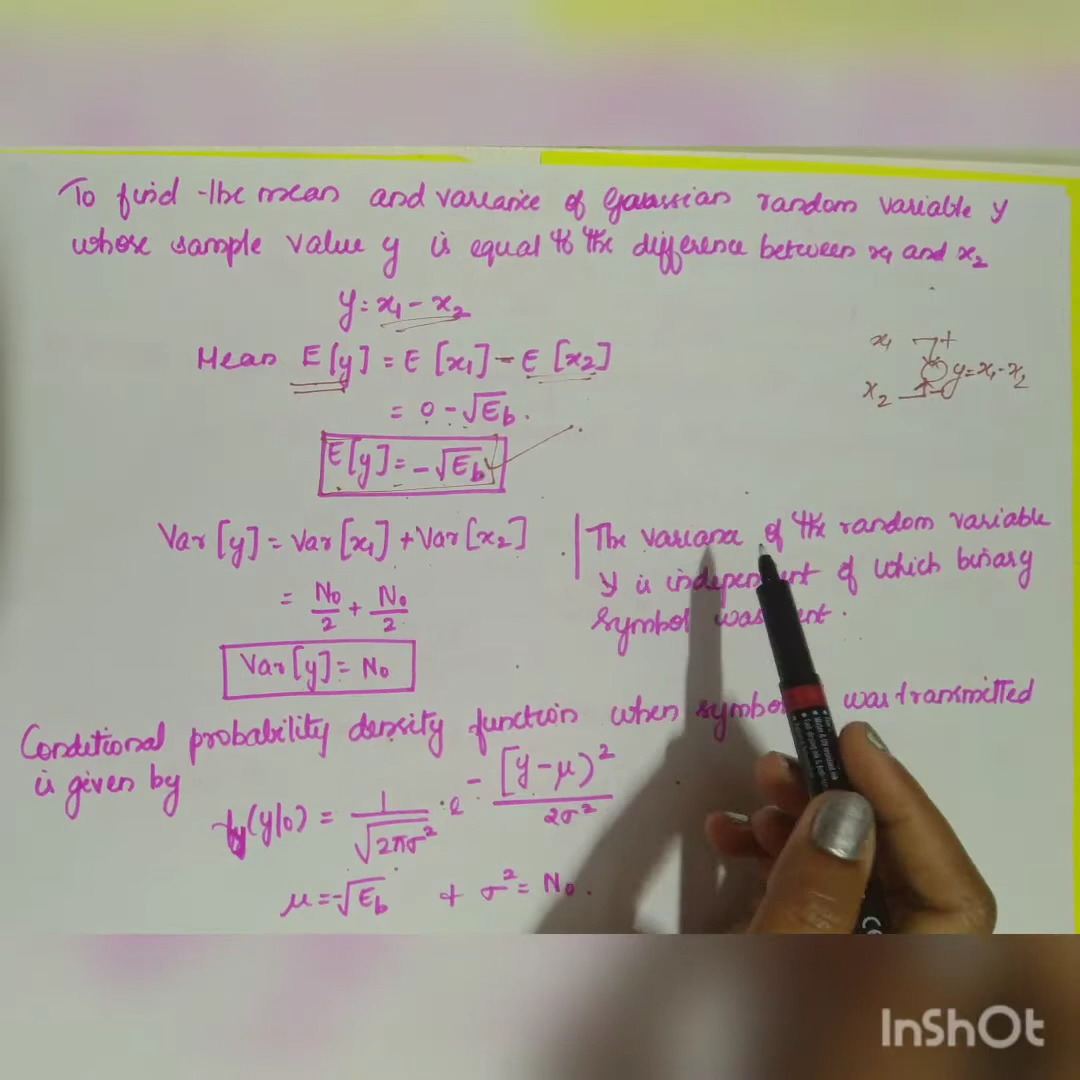 To find the mean and variance of Gaussian random variable Y
whose sample value y is equal to the difference between x1 and x2
y = x1 - x2
Mean E[y] = E[x1] - E[x2]
= 0 - √Eb.
E[y] = -√Eb
x1 +
x2 - y = x1 - x2
Var[y] = Var[x1] + Var[x2]
= N0/2 + N0/2
Var[y] = N0
The variance of the random variable
Y is independent of which binary
symbol was sent.
Conditional probability density function when symbol was transmitted
is given by
fy(y|0) = 1/√2πσ² . e^-[y-μ)²/2σ²
μ = -√Eb + σ² = N0.
InShOt